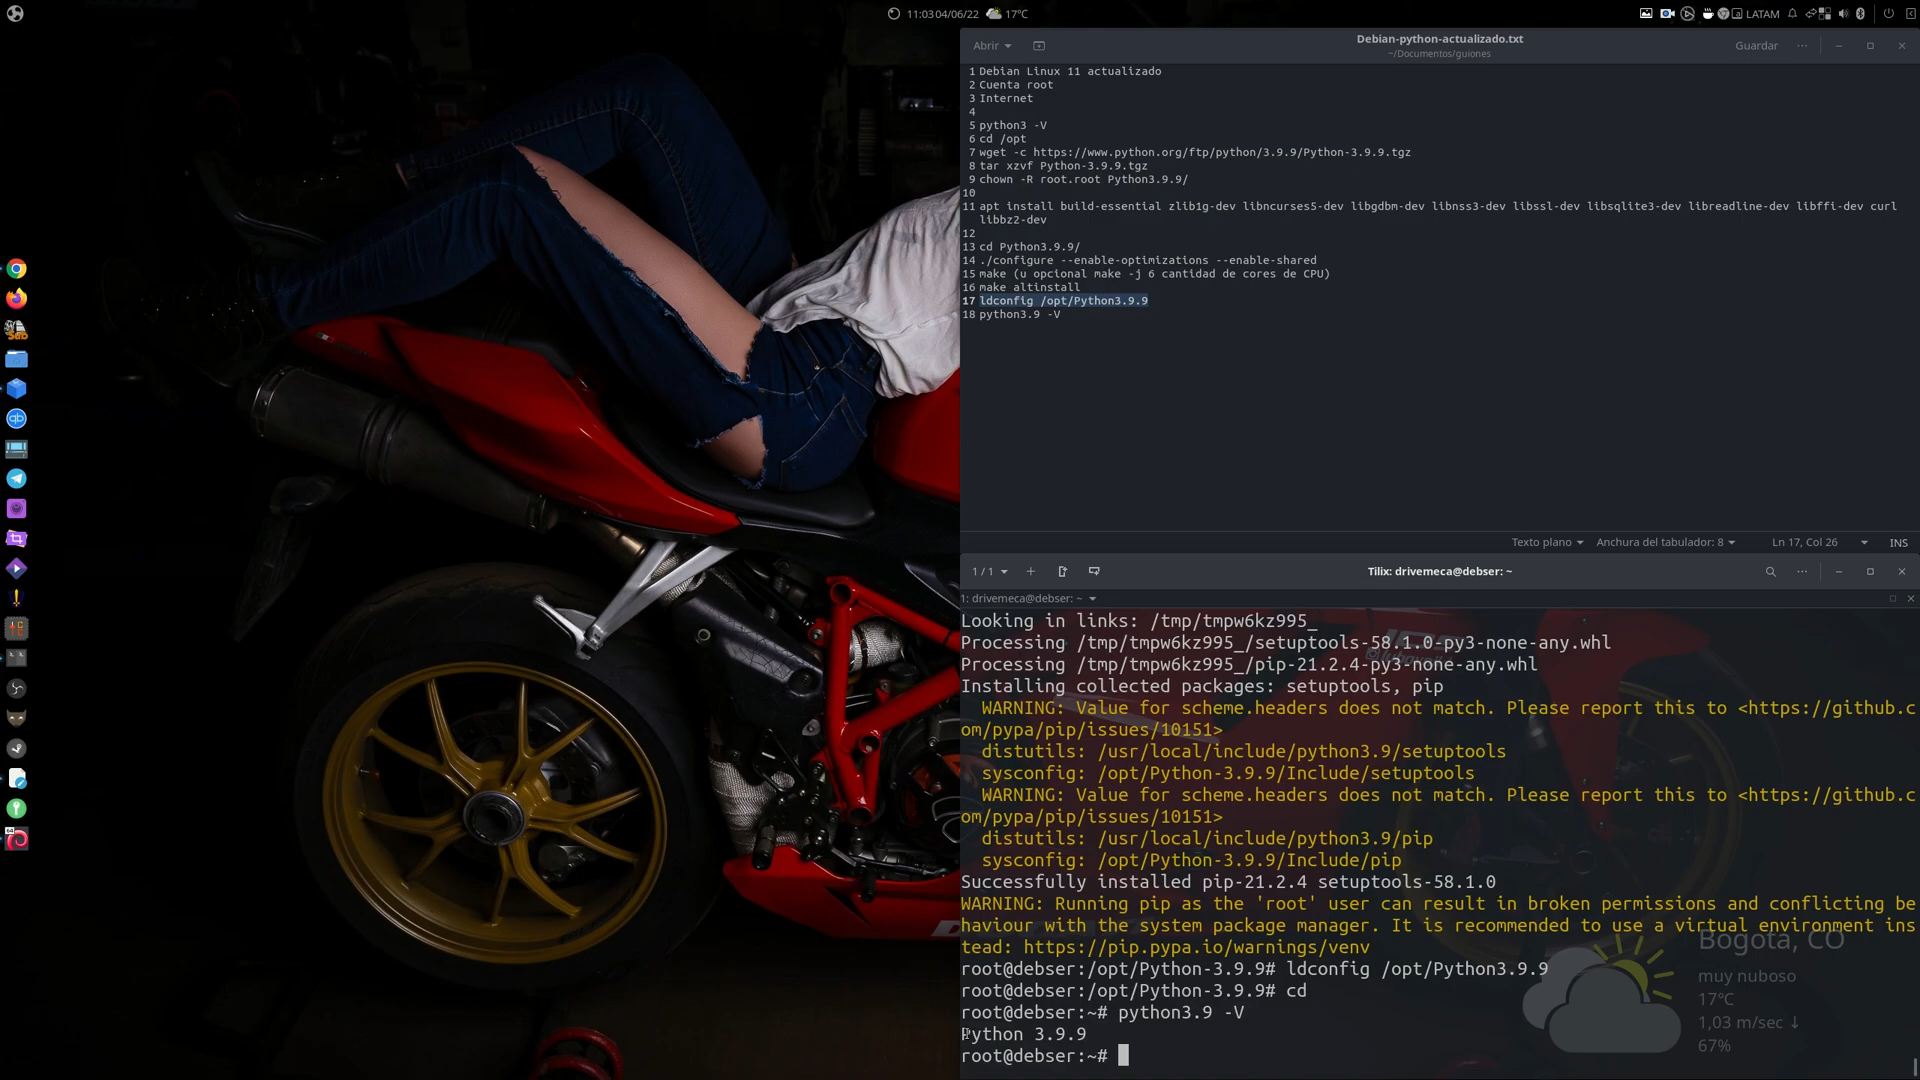 11:03 04/06/22 17°C
LATAM
Abrir
Debian-python-actualizado.txt
~/Documentos/guiones
Guardar
1 Debian Linux 11 actualizado
2 Cuenta root
3 Internet
4
5 python3 -V
6 cd /opt
7 wget -c https://www.python.org/ftp/python/3.9.9/Python-3.9.9.tgz
8 tar xzvf Python-3.9.9.tgz
9 chown -R root.root Python3.9.9/
10
11 apt install build-essential zlib1g-dev libncurses5-dev libgdbm-dev libnss3-dev libssl-dev libsqlite3-dev libreadline-dev libffi-dev curl
libbz2-dev
12
13 cd Python3.9.9/
14 ./configure --enable-optimizations --enable-shared
15 make (u opcional make -j 6 cantidad de cores de CPU)
16 make altinstall
17 ldconfig /opt/Python3.9.9
18 python3.9 -V
Texto plano Anchura del tabulador: 8 Ln 17, Col 26 INS
1 / 1 Tilix: drivemeca@debser: ~
1: drivemeca@debser: ~
Looking in links: /tmp/tmpw6kz995_
Processing /tmp/tmpw6kz995_/setuptools-58.1.0-py3-none-any.whl
Processing /tmp/tmpw6kz995_/pip-21.2.4-py3-none-any.whl
Installing collected packages: setuptools, pip
WARNING: Value for scheme.headers does not match. Please report this to <https://github.c
om/pypa/pip/issues/10151>
distutils: /usr/local/include/python3.9/setuptools
sysconfig: /opt/Python-3.9.9/Include/setuptools
WARNING: Value for scheme.headers does not match. Please report this to <https://github.c
om/pypa/pip/issues/10151>
distutils: /usr/local/include/python3.9/pip
sysconfig: /opt/Python-3.9.9/Include/pip
Successfully installed pip-21.2.4 setuptools-58.1.0
WARNING: Running pip as the 'root' user can result in broken permissions and conflicting be
haviour with the system package manager. It is recommended to use a virtual environment ins
tead: https://pip.pypa.io/warnings/venv
root@debser:/opt/Python-3.9.9# ldconfig /opt/Python3.9.9
root@debser:/opt/Python-3.9.9# cd
root@debser:~# python3.9 -V
Python 3.9.9
root@debser:~#
Bogota, CO
muy nuboso
17°C
1,03 m/sec ↓
67%